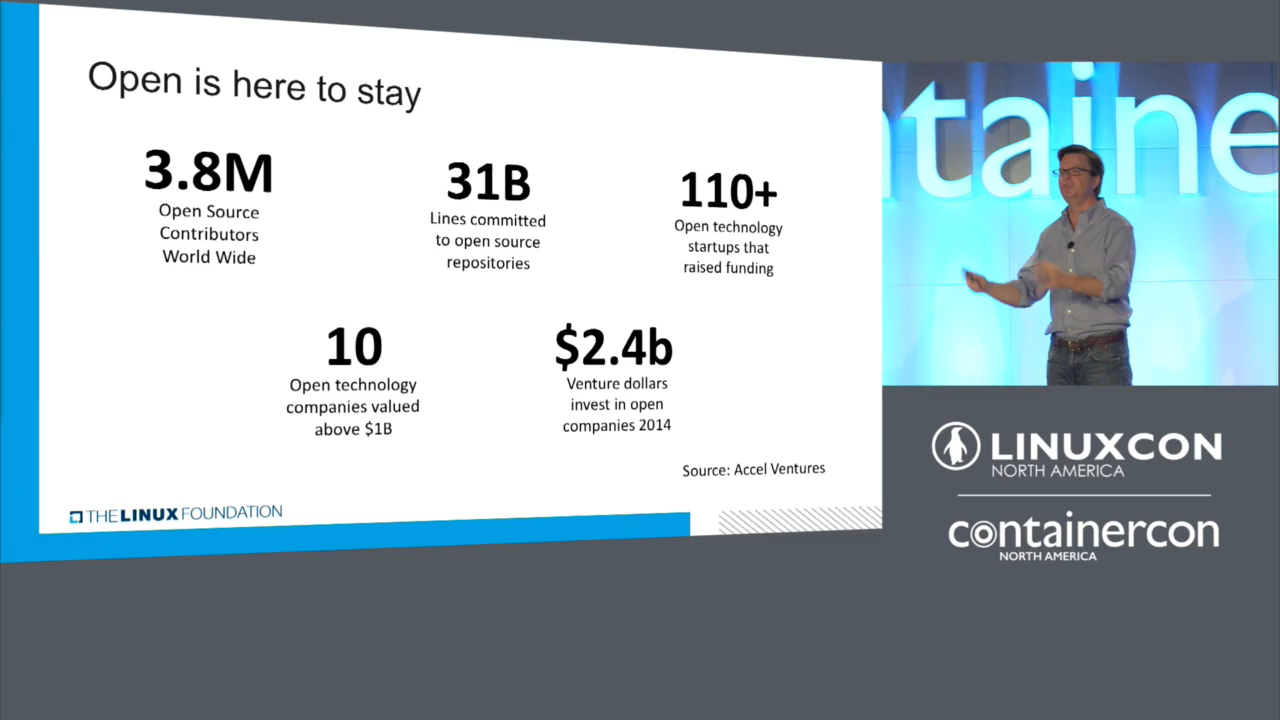 Open is here to stay
3.8M
Open Source
Contributors
World Wide
31B
Lines committed
to open source
repositories
110+
Open technology
startups that
raised funding
10
Open technology
companies valued
above $1B
$2.4b
Venture dollars
invest in open
companies 2014
Source: Accel Ventures
THE LINUX FOUNDATION
ntaine
LINUXCON
NORTH AMERICA
containercon
NORTH AMERICA